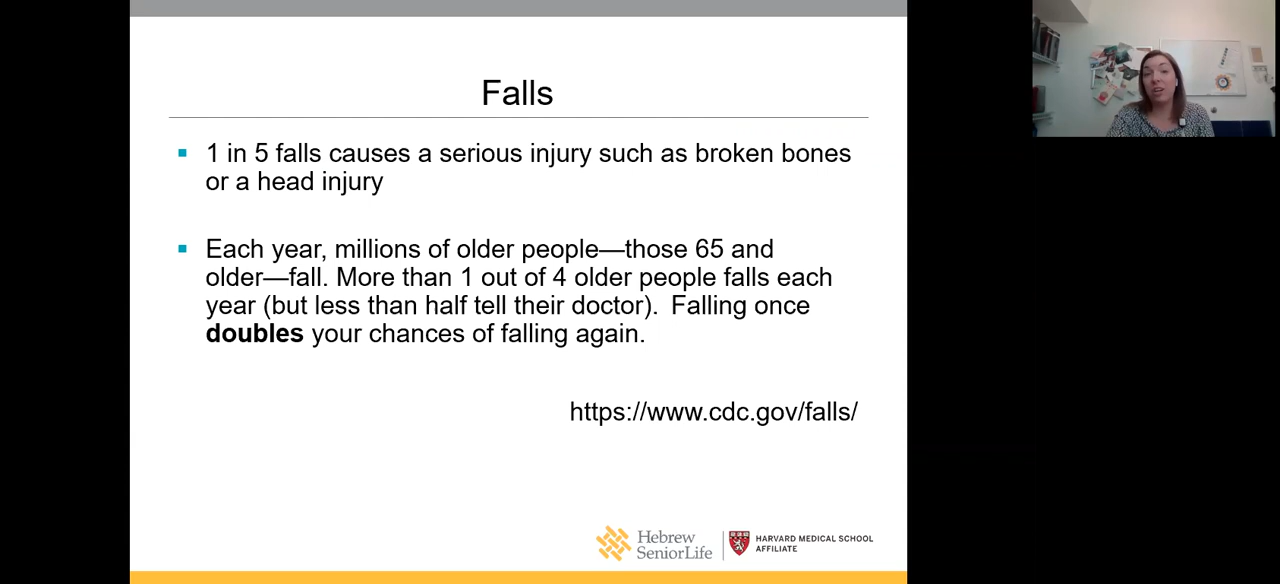 Falls
1 in 5 falls causes a serious injury such as broken bones
or a head injury
Each year, millions of older people—those 65 and
older—fall. More than 1 out of 4 older people falls each
year (but less than half tell their doctor).  Falling once
doubles your chances of falling again.
https://www.cdc.gov/falls/
Hebrew
SeniorLife
HARVARD MEDICAL SCHOOL
AFFILIATE